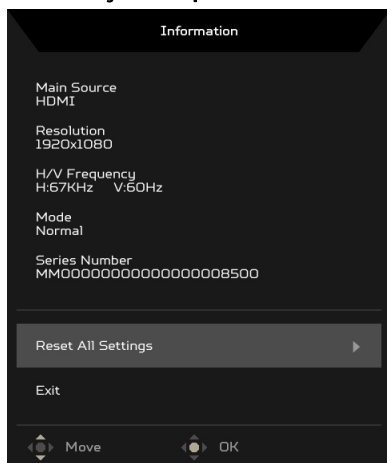 Information
Main Source
HDMI
Resolution
1920x1080
H/V Frequency
H:67KHz V:60Hz
Mode
Normal
Series Number
MM00000000000000008500
Reset All Settings
Exit
Move OK